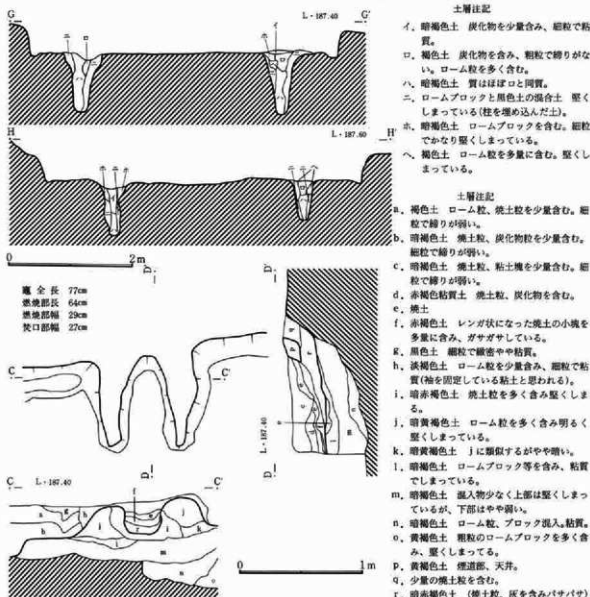 G
L・187.40
G'
ニ
ロ
イ
H
L・187.60
H'
ホ ニ ホ
ニ ハ ヘ
0
2m
竈全長 77cm
燃焼部長 64cm
燃焼部幅 29cm
焚口部幅 27cm
D'
D'
C
C'
L・187.40
D
D
C
L・187.40
C'
f
a
g
h
e
j
b
i
k
l
m
n
o
m
0
1m
土層注記
イ、暗褐色土 炭化物を少量含み、細粒で粘
質。
ロ、褐色土 炭化物を含み、粗粒で締りがな
い。ローム粒を多く含む。
ハ、暗褐色土 質はほぼロと同質。
ニ、ロームブロックと黒色土の混合土 堅く
しまっている(柱を埋め込んだ土)。
ホ、暗褐色土 ロームブロックを含む。細粒
でかなり堅くしまっている。
ヘ、褐色土 ローム粒を多量に含む。堅くし
まっている。
土層注記
a、褐色土 ローム粒、焼土粒を少量含む。細
粒で締りが弱い。
b、暗褐色土 焼土粒、炭化物粒を少量含む。
細粒で締りが弱い。
c、暗褐色土 焼土粒、粘土塊を少量含む。細
粒で締りが弱い。
d、赤褐色粘質土 焼土粒、炭化物を含む。
e、焼土
f、赤褐色土 レンガ状になった焼土の小塊を
多量に含み、ガサガサしている。
g、黒色土 細粒で緻密やや粘質。
h、淡褐色土 ローム粒を少量含み、細粒で粘
質(袖を固定している粘土と思われる)。
i、暗赤褐色土 焼土粒を多く含み堅くしま
る。
j、暗黄褐色土 ローム粒を多く含み明るく
堅くしまっている。
k、暗黄褐色土 jに類似するがやや暗い。
l、暗褐色土 ロームブロック等を含み、粘質
でしまっている。
m、暗褐色土 混入物少なく上部は堅くしまっ
ているが、下部はやや弱い。
n、暗褐色土 ローム粒、ブロック混入。粘質。
o、黄褐色土 粗粒のロームブロックを多く含
み、堅くしまってる。
p、黄褐色土 煙道部、天井。
q、少量の焼土粒を含む。
r、暗赤褐色土 (焼土粒、灰を含みパサパサ)